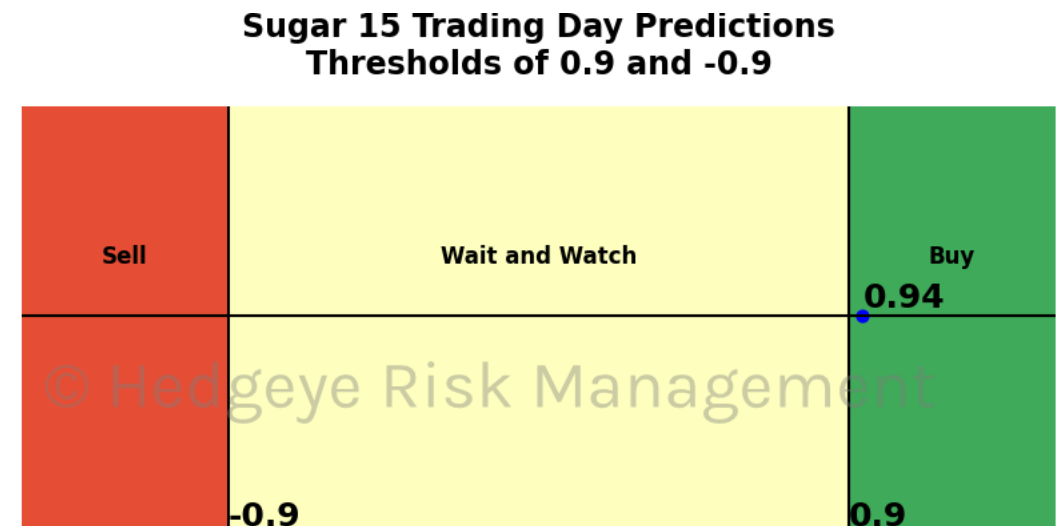 Sugar 15 Trading Day Predictions
Thresholds of 0.9 and -0.9
Sell
Wait and Watch
Buy
0.94
© Hedgeye Risk Management
-0.9
0.9